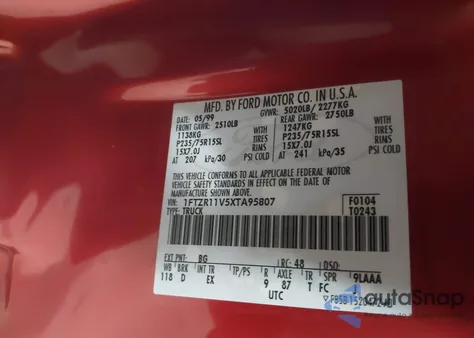 MFD. BY FORD MOTOR CO. IN U.S.A.
DATE: 05/99 GVWR: 5020LB/ 2277KG
FRONT GAWR: 2510LB REAR GAWR: 2750LB
1138KG WITH 1247KG WITH
P235/75R15SL TIRES P235/75R15SL TIRES
15X7.0J RIMS 15X7.0J RIMS
AT 207 kPa/30 PSI COLD AT 241 kPa/35 PSI COLD
THIS VEHICLE CONFORMS TO ALL APPLICABLE FEDERAL MOTOR
VEHICLE SAFETY STANDARDS IN EFFECT ON THE DATE OF
MANUFACTURE SHOWN ABOVE.
VIN: 1FTZR11V5XTA95807 F0104
TYPE: TRUCK T0243
EXT PNT: BG RC: 48 DSO:
WB BRK INT TR TP/PS R AXLE TR SPR 9LAAA
118 D EX 9 87 T FC
UTC
autaSnap